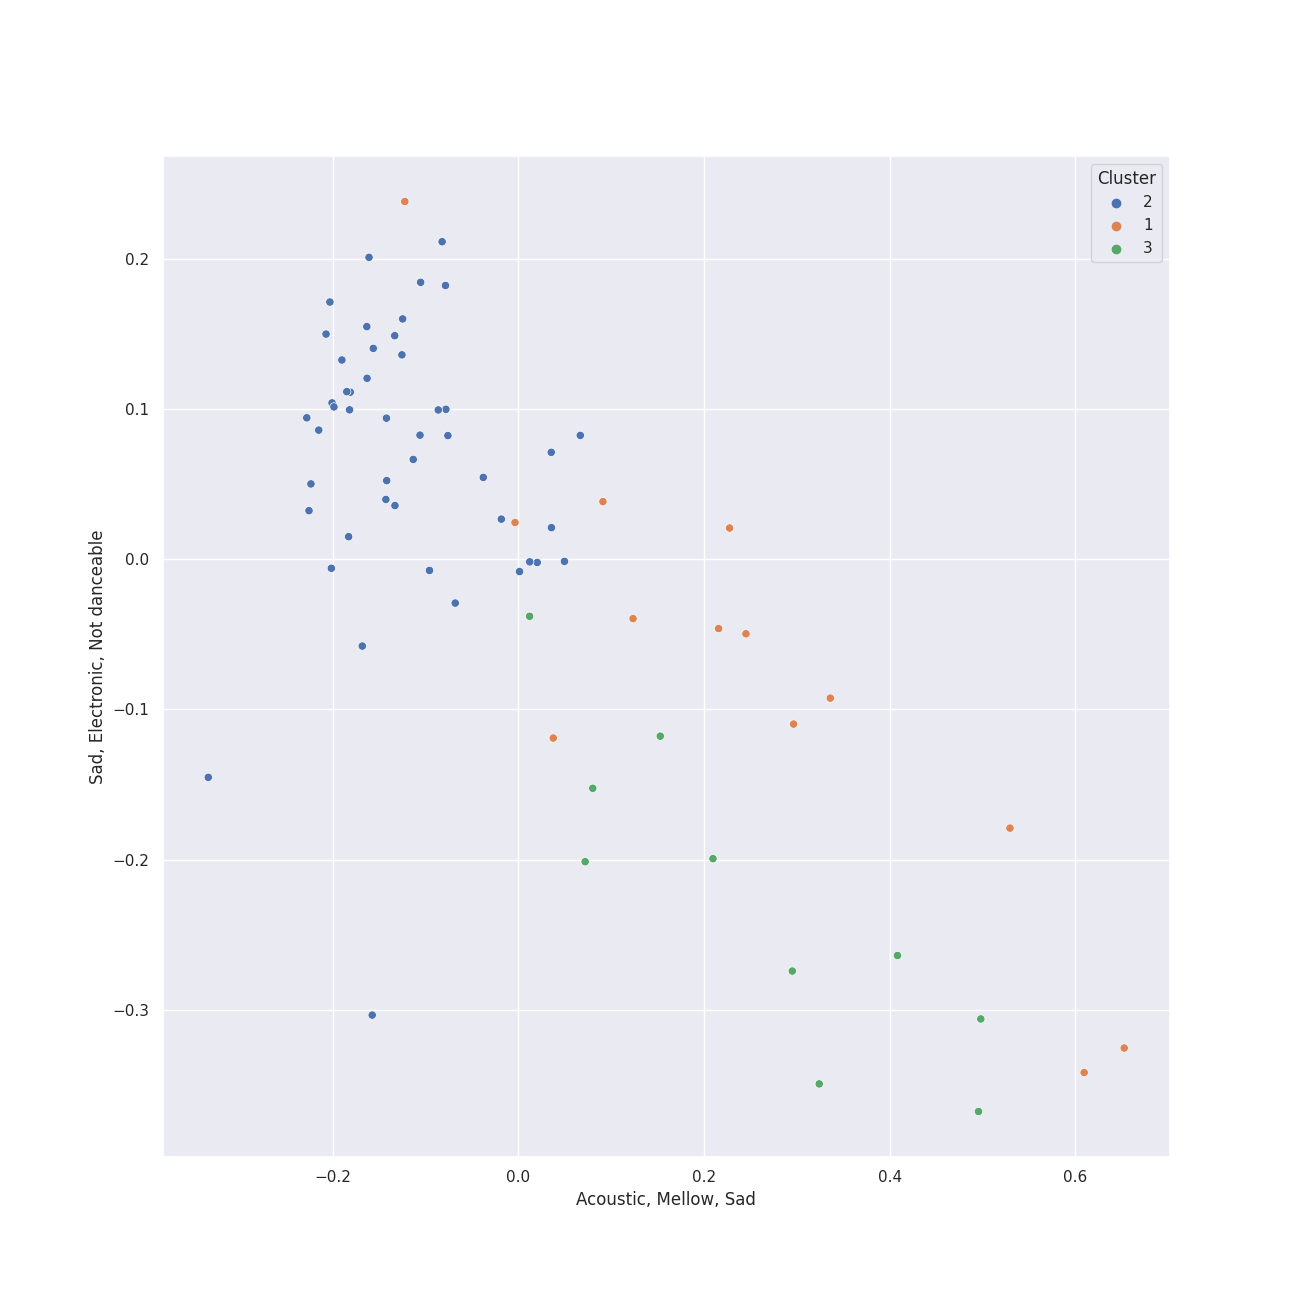 Cluster
2
1
3
0.2
0.1
0.0
−0.1
−0.2
−0.3
Sad, Electronic, Not danceable
−0.2 0.0 0.2 0.4 0.6
Acoustic, Mellow, Sad